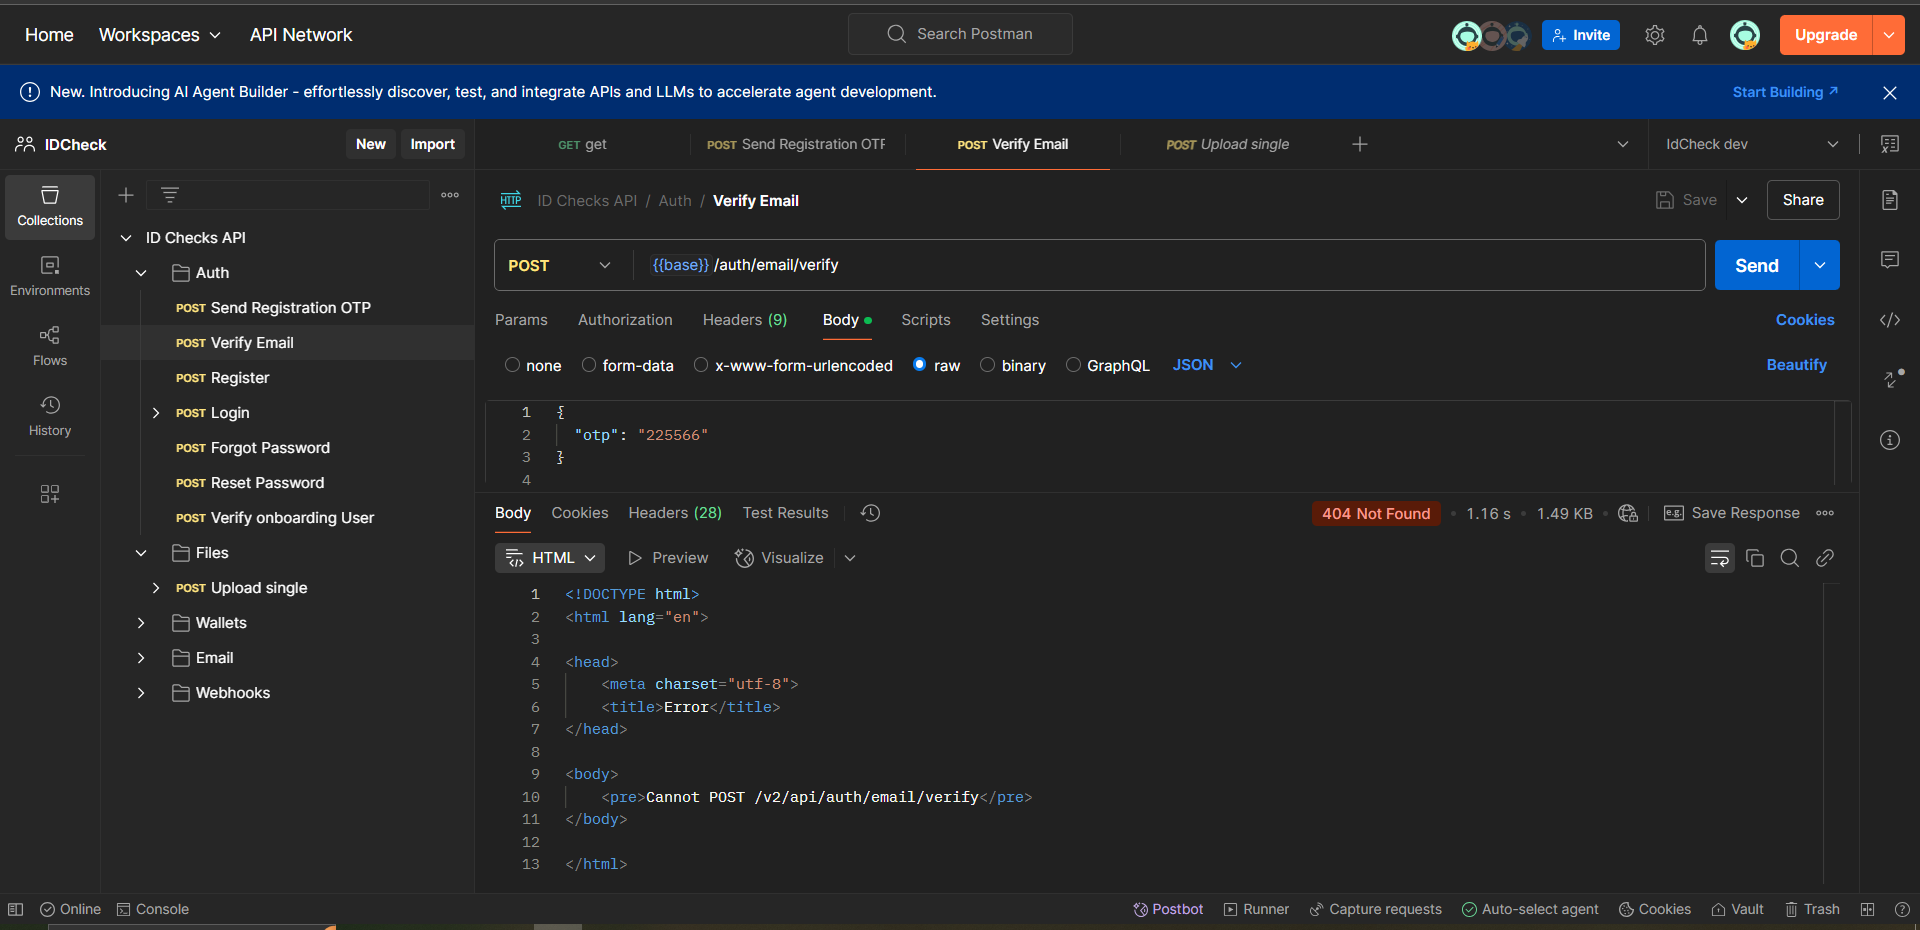 Home Workspaces API Network Search Postman Invite Upgrade
New. Introducing AI Agent Builder - effortlessly discover, test, and integrate APIs and LLMs to accelerate agent development. Start Building ↗
IDCheck New Import
GET get POST Send Registration OTF POST Verify Email POST Upload single IdCheck dev
Collections
Environments
Flows
History
ID Checks API
Auth
POST Send Registration OTP
POST Verify Email
POST Register
POST Login
POST Forgot Password
POST Reset Password
POST Verify onboarding User
Files
POST Upload single
Wallets
Email
Webhooks
HTTP ID Checks API / Auth / Verify Email Save Share
POST {{base}} /auth/email/verify Send
Params Authorization Headers (9) Body Scripts Settings Cookies
none form-data x-www-form-urlencoded raw binary GraphQL JSON Beautify
1 {
2 "otp": "225566"
3 }
4
Body Cookies Headers (28) Test Results 404 Not Found 1.16 s 1.49 KB e.g. Save Response
HTML Preview Visualize
1 <!DOCTYPE html>
2 <html lang="en">
3
4 <head>
5 <meta charset="utf-8">
6 <title>Error</title>
7 </head>
8
9 <body>
10 <pre>Cannot POST /v2/api/auth/email/verify</pre>
11 </body>
12
13 </html>
Online Console Postbot Runner Capture requests Auto-select agent Cookies Vault Trash